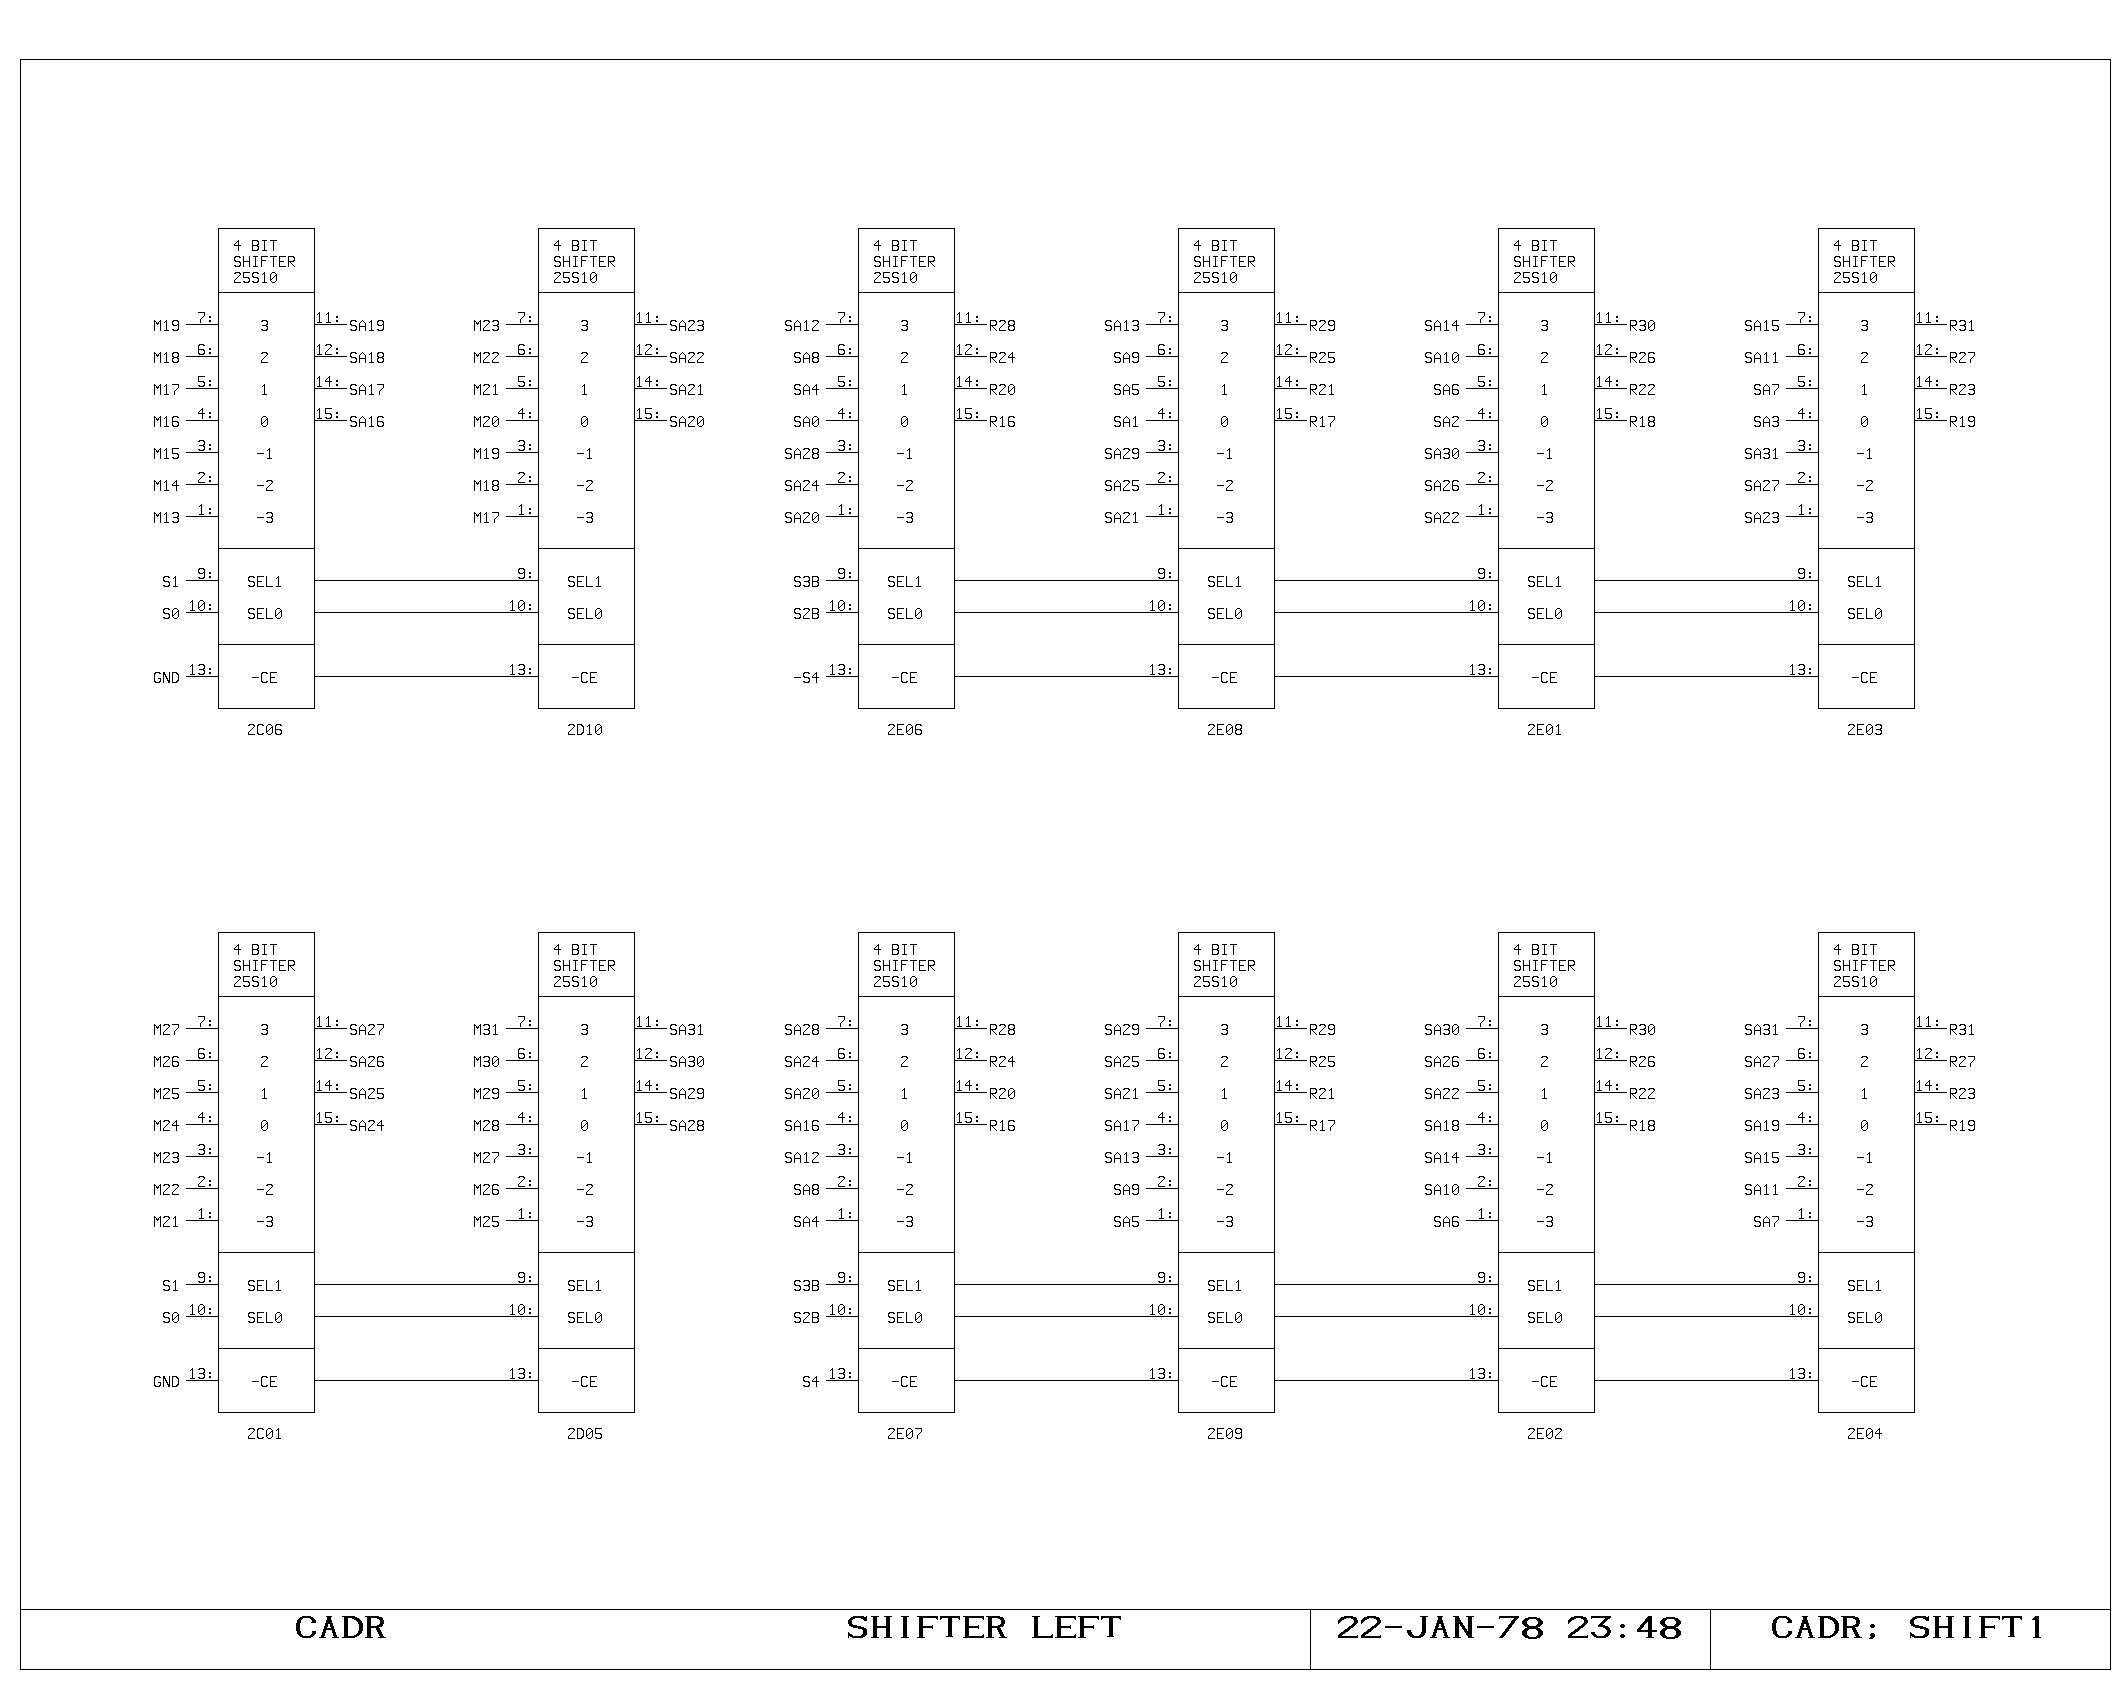 4 BIT 4 BIT 4 BIT 4 BIT 4 BIT 4 BIT
SHIFTER SHIFTER SHIFTER SHIFTER SHIFTER SHIFTER
25S10 25S10 25S10 25S10 25S10 25S10
M19 7: 3 11: SA19 M23 7: 3 11: SA23 SA12 7: 3 11: R28 SA13 7: 3 11: R29 SA14 7: 3 11: R30 SA15 7: 3 11: R31
M18 6: 2 12: SA18 M22 6: 2 12: SA22 SA8 6: 2 12: R24 SA9 6: 2 12: R25 SA10 6: 2 12: R26 SA11 6: 2 12: R27
M17 5: 1 14: SA17 M21 5: 1 14: SA21 SA4 5: 1 14: R20 SA5 5: 1 14: R21 SA6 5: 1 14: R22 SA7 5: 1 14: R23
M16 4: 0 15: SA16 M20 4: 0 15: SA20 SA0 4: 0 15: R16 SA1 4: 0 15: R17 SA2 4: 0 15: R18 SA3 4: 0 15: R19
M15 3: -1 M19 3: -1 SA28 3: -1 SA29 3: -1 SA30 3: -1 SA31 3: -1
M14 2: -2 M18 2: -2 SA24 2: -2 SA25 2: -2 SA26 2: -2 SA27 2: -2
M13 1: -3 M17 1: -3 SA20 1: -3 SA21 1: -3 SA22 1: -3 SA23 1: -3
S1 9: SEL1 9: SEL1 S3B 9: SEL1 9: SEL1 9: SEL1 9: SEL1
S0 10: SEL0 10: SEL0 S2B 10: SEL0 10: SEL0 10: SEL0 10: SEL0
GND 13: -CE 13: -CE -S4 13: -CE 13: -CE 13: -CE 13: -CE
2C06 2D10 2E06 2E08 2E01 2E03
4 BIT 4 BIT 4 BIT 4 BIT 4 BIT 4 BIT
SHIFTER SHIFTER SHIFTER SHIFTER SHIFTER SHIFTER
25S10 25S10 25S10 25S10 25S10 25S10
M27 7: 3 11: SA27 M31 7: 3 11: SA31 SA28 7: 3 11: R28 SA29 7: 3 11: R29 SA30 7: 3 11: R30 SA31 7: 3 11: R31
M26 6: 2 12: SA26 M30 6: 2 12: SA30 SA24 6: 2 12: R24 SA25 6: 2 12: R25 SA26 6: 2 12: R26 SA27 6: 2 12: R27
M25 5: 1 14: SA25 M29 5: 1 14: SA29 SA20 5: 1 14: R20 SA21 5: 1 14: R21 SA22 5: 1 14: R22 SA23 5: 1 14: R23
M24 4: 0 15: SA24 M28 4: 0 15: SA28 SA16 4: 0 15: R16 SA17 4: 0 15: R17 SA18 4: 0 15: R18 SA19 4: 0 15: R19
M23 3: -1 M27 3: -1 SA12 3: -1 SA13 3: -1 SA14 3: -1 SA15 3: -1
M22 2: -2 M26 2: -2 SA8 2: -2 SA9 2: -2 SA10 2: -2 SA11 2: -2
M21 1: -3 M25 1: -3 SA4 1: -3 SA5 1: -3 SA6 1: -3 SA7 1: -3
S1 9: SEL1 9: SEL1 S3B 9: SEL1 9: SEL1 9: SEL1 9: SEL1
S0 10: SEL0 10: SEL0 S2B 10: SEL0 10: SEL0 10: SEL0 10: SEL0
GND 13: -CE 13: -CE S4 13: -CE 13: -CE 13: -CE 13: -CE
2C01 2D05 2E07 2E09 2E02 2E04
CADR SHIFTER LEFT 22-JAN-78 23:48 CADR; SHIFT1